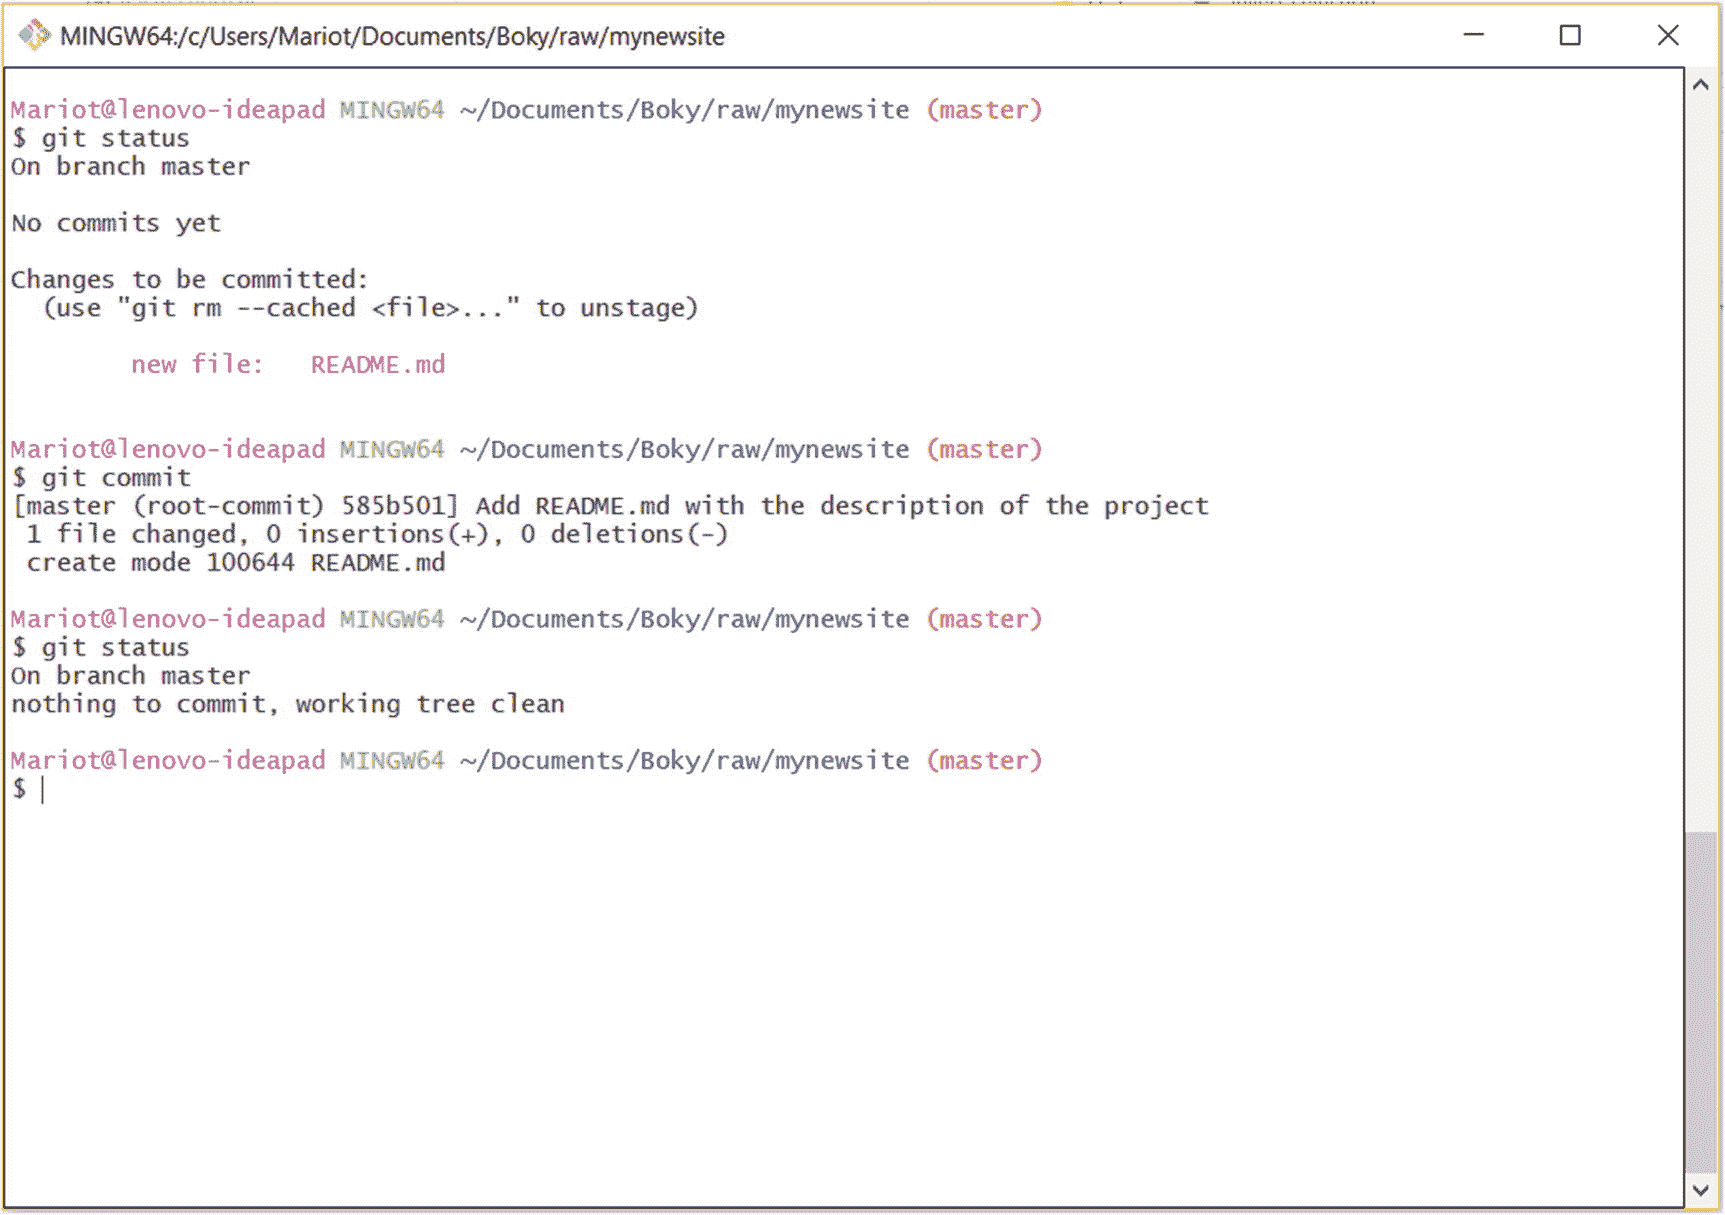 MINGW64:/c/Users/Mariot/Documents/Boky/raw/mynewsite
Mariot@lenovo-ideapad MINGW64 ~/Documents/Boky/raw/mynewsite (master)
$ git status
On branch master
No commits yet
Changes to be committed:
  (use "git rm --cached <file>..." to unstage)
        new file:   README.md
Mariot@lenovo-ideapad MINGW64 ~/Documents/Boky/raw/mynewsite (master)
$ git commit
[master (root-commit) 585b501] Add README.md with the description of the project
 1 file changed, 0 insertions(+), 0 deletions(-)
 create mode 100644 README.md
Mariot@lenovo-ideapad MINGW64 ~/Documents/Boky/raw/mynewsite (master)
$ git status
On branch master
nothing to commit, working tree clean
Mariot@lenovo-ideapad MINGW64 ~/Documents/Boky/raw/mynewsite (master)
$